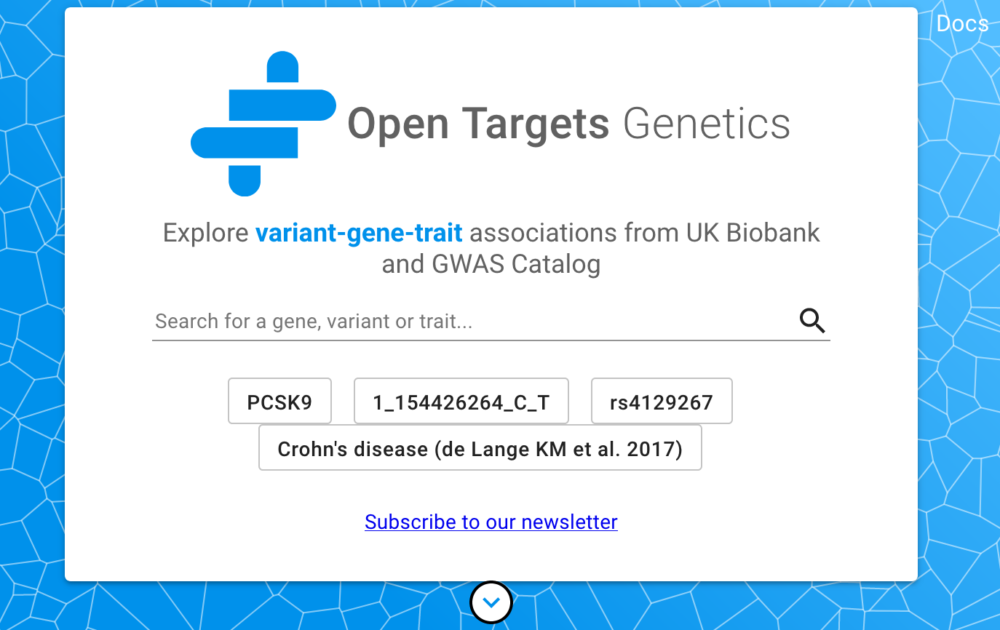 Docs
Open Targets Genetics
Explore variant-gene-trait associations from UK Biobank
and GWAS Catalog
Search for a gene, variant or trait...
PCSK9
1_154426264_C_T
rs4129267
Crohn's disease (de Lange KM et al. 2017)
Subscribe to our newsletter